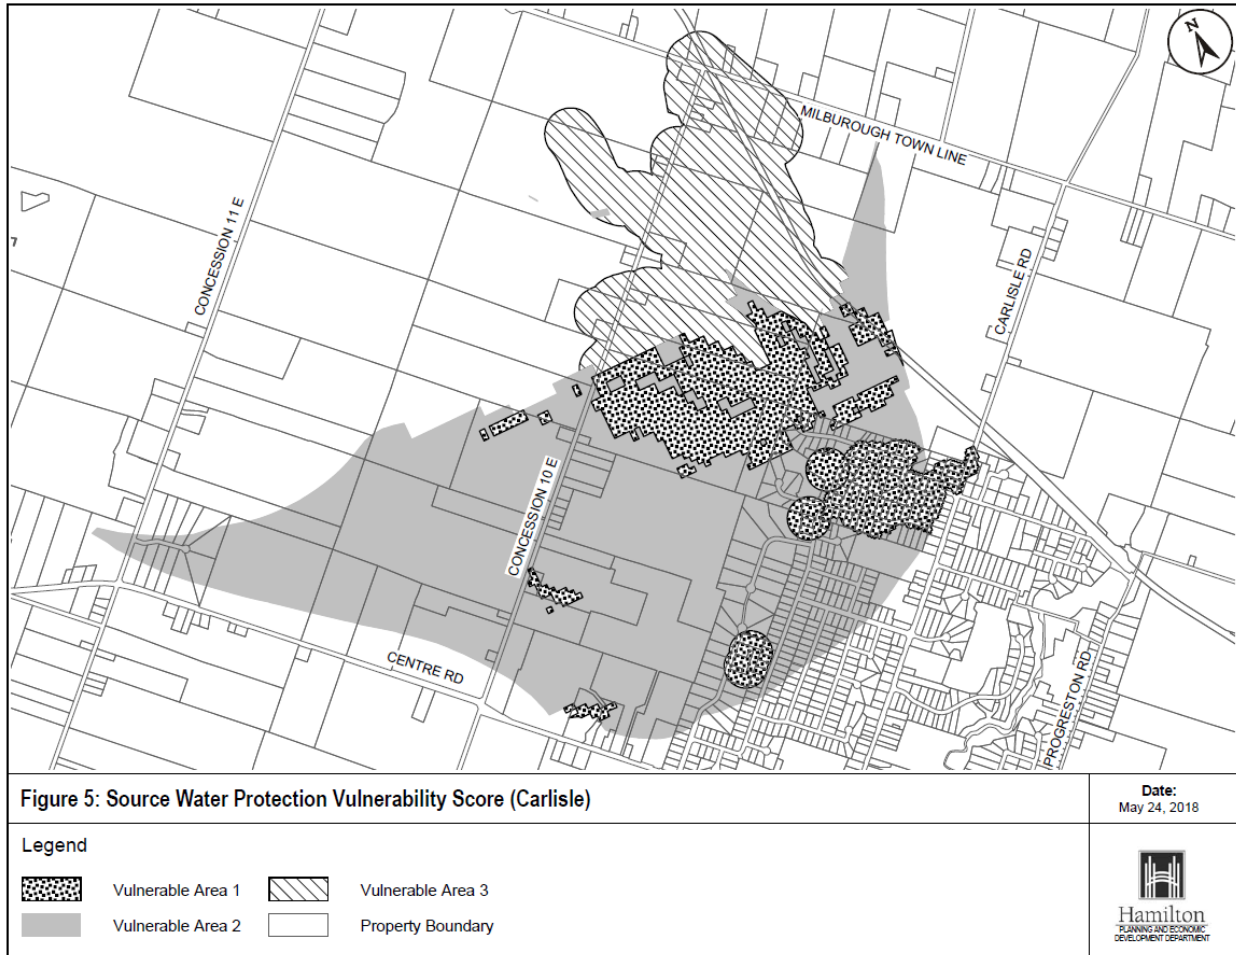 N
MILBOROUGH TOWN LINE
CONCESSION 11 E
CARLISLE RD
CONCESSION 10 E
CENTRE RD
PROGRESTON RD
Figure 5: Source Water Protection Vulnerability Score (Carlisle)
Date:
May 24, 2018
Legend
Vulnerable Area 1
Vulnerable Area 3
Vulnerable Area 2
Property Boundary
Hamilton
PLANNING AND ECONOMIC
DEVELOPMENT DEPARTMENT